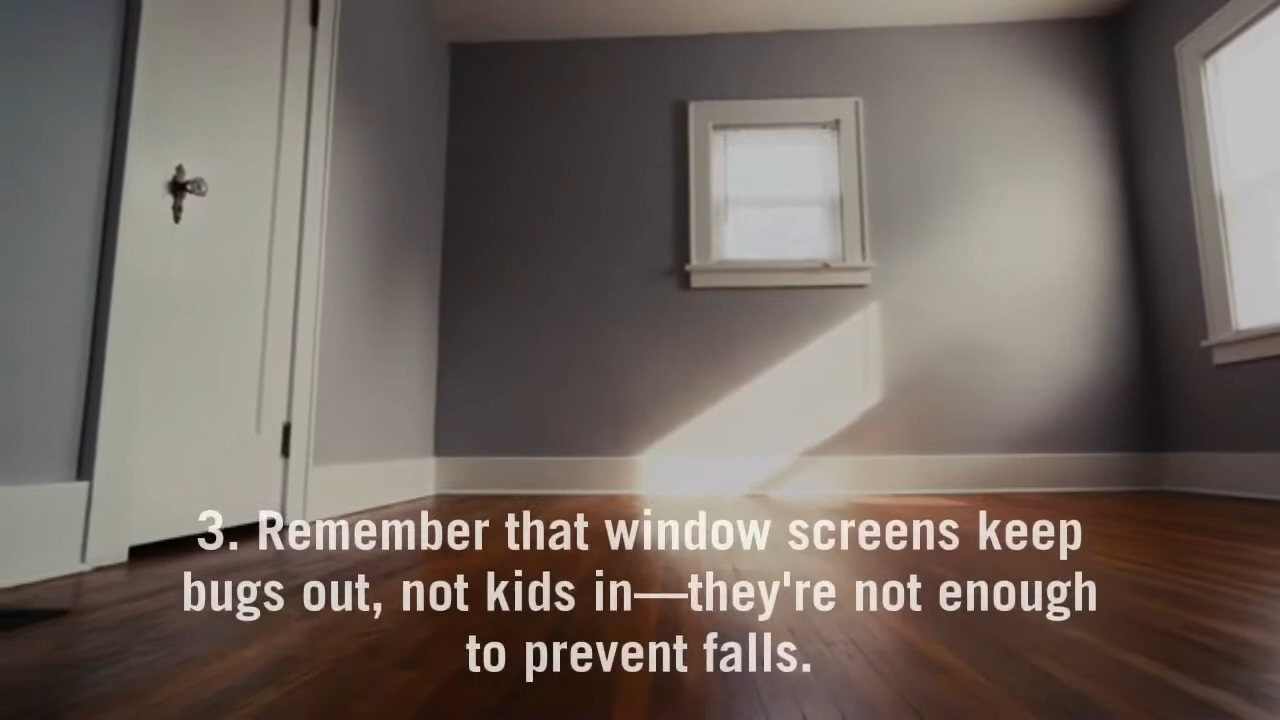 3. Remember that window screens keep
bugs out, not kids in—they're not enough
to prevent falls.